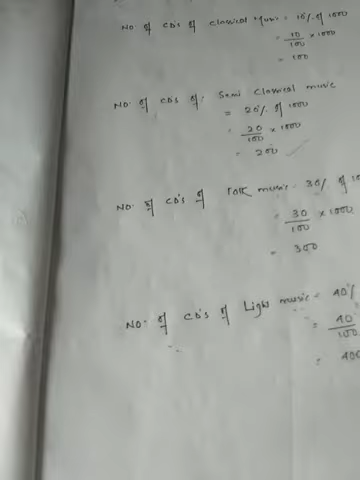 NO. of CD's of Classical Music = 10% of 1000
= 10/100 × 1000
= 100
NO. of CDS of Semi Classical music
= 20% of 1000
= 20/100 × 1000
= 200
NO. of CD's of Folk music = 30% of 10
= 30/100 × 1000
= 300
NO. of CD's of Light music = 40%
= 40/100
= 400